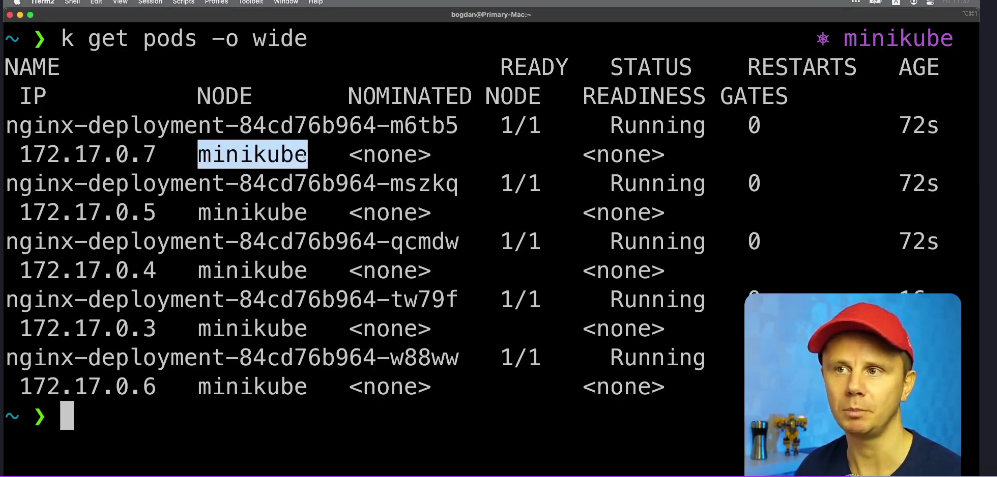 iTerm2 Shell Edit View Session Scripts Profiles Toolbelt Window Help
bogdan@Primary-Mac:~
~ ❯ k get pods -o wide ⎈ minikube
NAME READY STATUS RESTARTS AGE
IP NODE NOMINATED NODE READINESS GATES
nginx-deployment-84cd76b964-m6tb5 1/1 Running 0 72s
172.17.0.7 minikube <none> <none>
nginx-deployment-84cd76b964-mszkq 1/1 Running 0 72s
172.17.0.5 minikube <none> <none>
nginx-deployment-84cd76b964-qcmdw 1/1 Running 0 72s
172.17.0.4 minikube <none> <none>
nginx-deployment-84cd76b964-tw79f 1/1 Running
172.17.0.3 minikube <none> <none>
nginx-deployment-84cd76b964-w88ww 1/1 Running
172.17.0.6 minikube <none> <none>
~ ❯